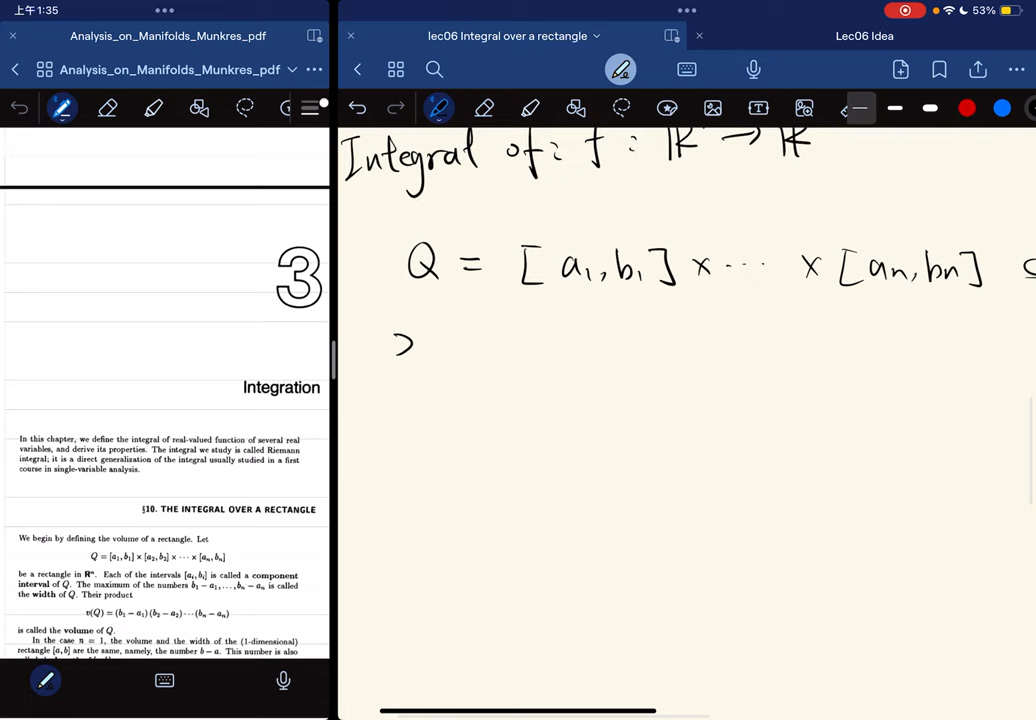 上午1:35
53%
Analysis_on_Manifolds_Munkres_pdf
Analysis_on_Manifolds_Munkres_pdf
3
Integration
In this chapter, we define the integral of real-valued function of several real
variables, and derive its properties. The integral we study is called Riemann
integral; it is a direct generalization of the integral usually studied in a first
course in single-variable analysis.
§10. THE INTEGRAL OVER A RECTANGLE
We begin by defining the volume of a rectangle. Let
Q = [a₁, b₁] × [a₂, b₂] × ··· × [aₙ, bₙ]
be a rectangle in Rⁿ. Each of the intervals [aᵢ, bᵢ] is called a component
interval of Q. The maximum of the numbers b₁ − a₁, ..., bₙ − aₙ is called
the width of Q. Their product
v(Q) = (b₁ − a₁)(b₂ − a₂)···(bₙ − aₙ)
is called the volume of Q.
In the case n = 1, the volume and the width of the (1-dimensional)
rectangle [a, b] are the same, namely, the number b − a. This number is also
lec06 Integral over a rectangle
Lec06 Idea
Integral of: f : R → R
Q = [a₁, b₁] × ··· × [aₙ, bₙ]